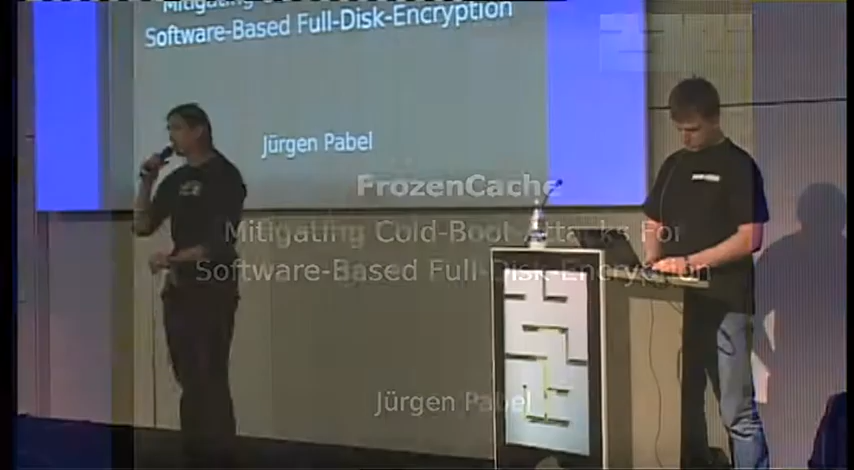 Mitigating
Software-Based Full-Disk-Encryption
Jürgen Pabel
FrozenCache
Mitigating Cold-Boot Attacks For
Software-Based Full-Disk-Encryption
Jürgen Pabel